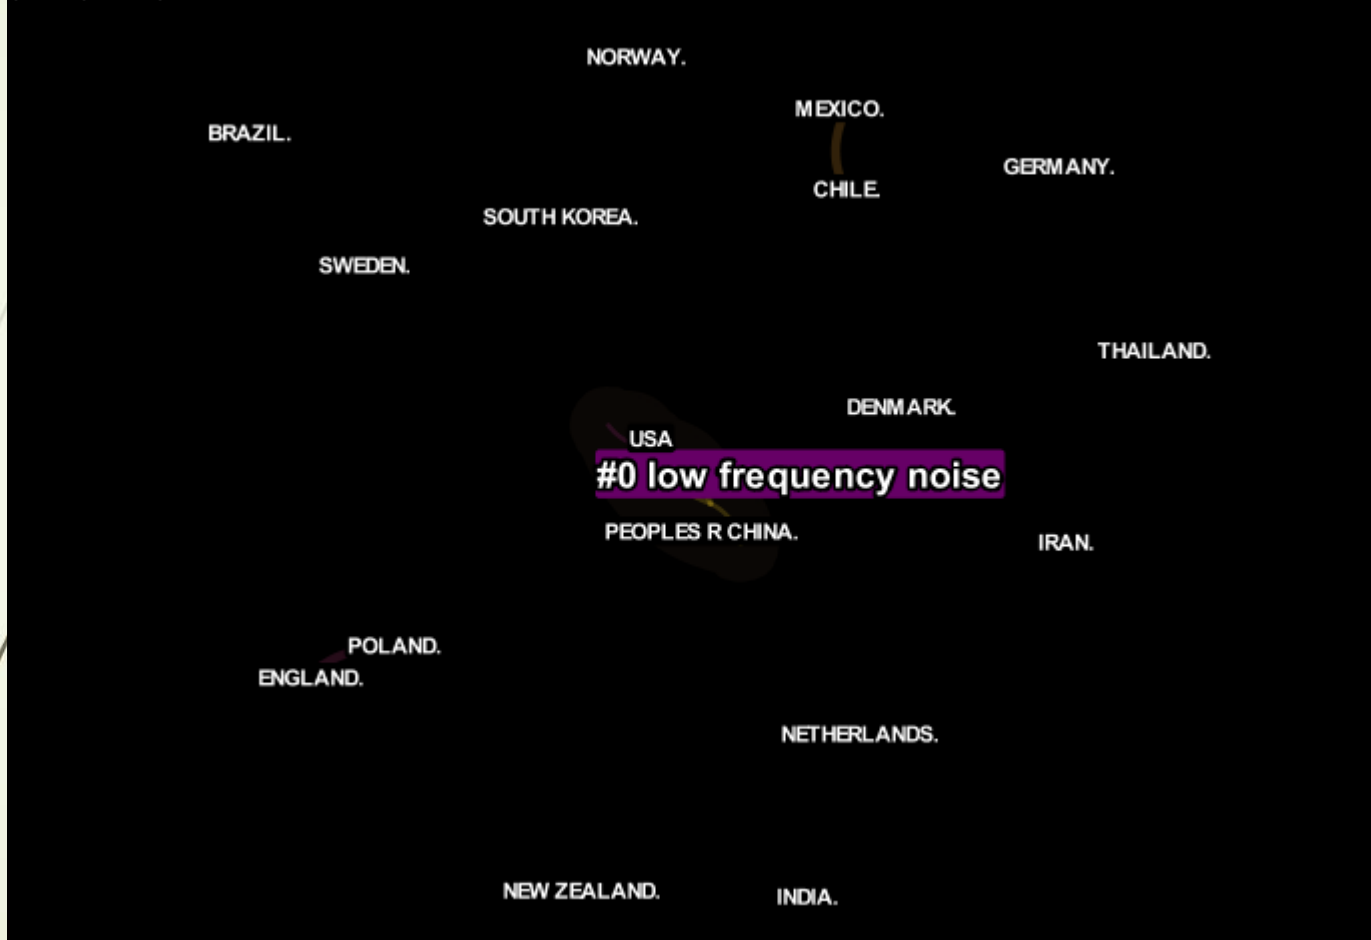 NORWAY.
MEXICO.
BRAZIL.
GERMANY.
CHILE.
SOUTH KOREA.
SWEDEN.
THAILAND.
DENMARK.
USA
#0 low frequency noise
PEOPLES R CHINA.
IRAN.
POLAND.
ENGLAND.
NETHERLANDS.
NEW ZEALAND.
INDIA.